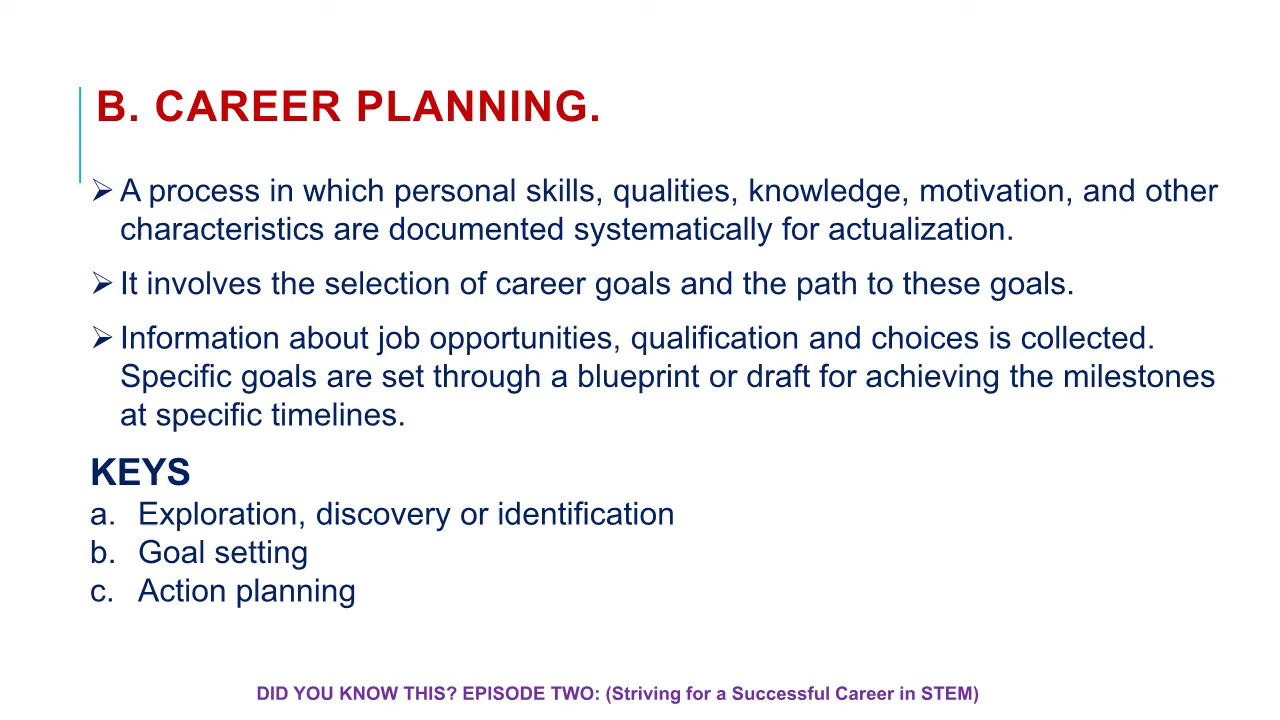 B. CAREER PLANNING.
➢ A process in which personal skills, qualities, knowledge, motivation, and other
characteristics are documented systematically for actualization.
➢ It involves the selection of career goals and the path to these goals.
➢ Information about job opportunities, qualification and choices is collected.
Specific goals are set through a blueprint or draft for achieving the milestones
at specific timelines.
KEYS
a. Exploration, discovery or identification
b. Goal setting
c. Action planning
DID YOU KNOW THIS? EPISODE TWO: (Striving for a Successful Career in STEM)